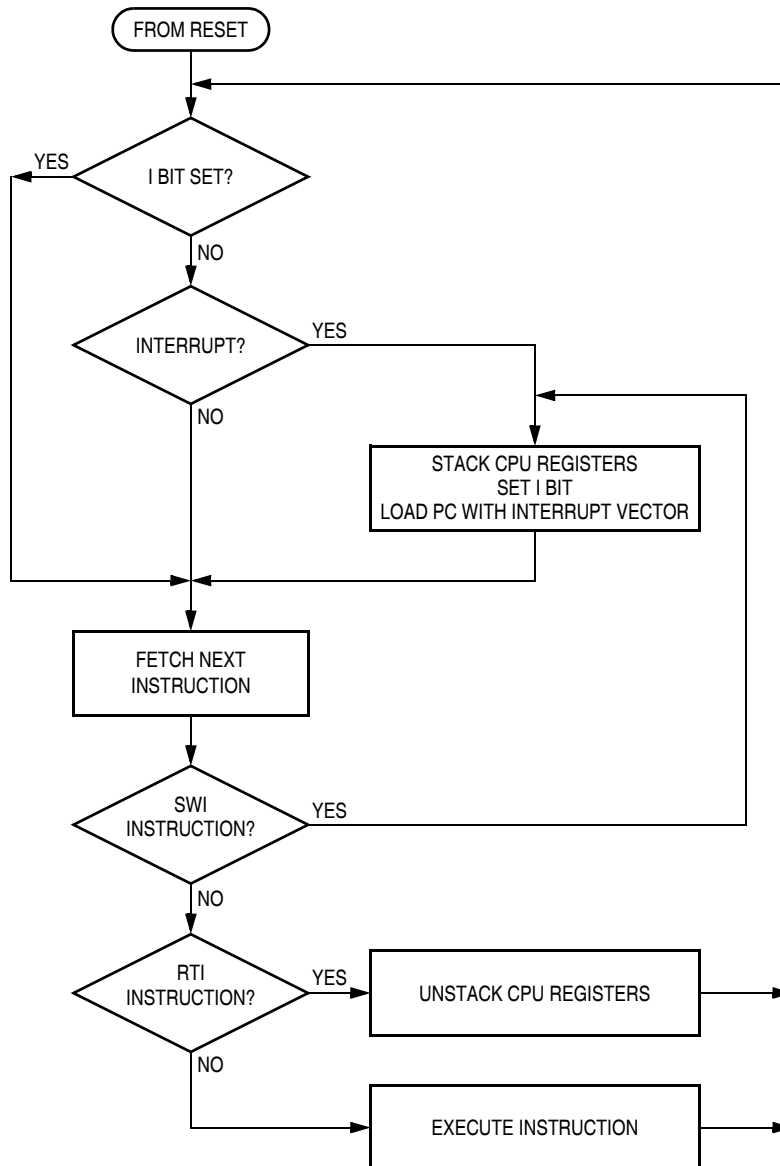 FROM RESET
YES
I BIT SET?
NO
INTERRUPT?
YES
NO
STACK CPU REGISTERS
SET I BIT
LOAD PC WITH INTERRUPT VECTOR
FETCH NEXT
INSTRUCTION
SWI
INSTRUCTION?
YES
NO
RTI
INSTRUCTION?
YES
UNSTACK CPU REGISTERS
NO
EXECUTE INSTRUCTION